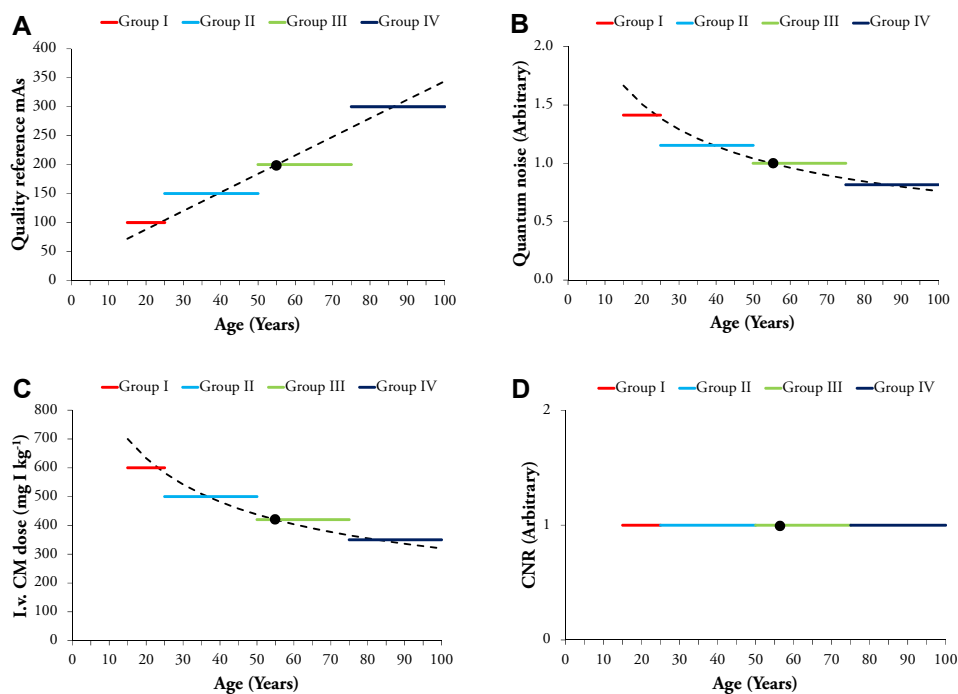 A
Group I Group II Group III Group IV
Quality reference mAs
400
350
300
250
200
150
100
50
0
0 10 20 30 40 50 60 70 80 90 100
Age (Years)
B
Group I Group II Group III Group IV
Quantum noise (Arbitrary)
2.0
1.5
1.0
0.5
0.0
0 10 20 30 40 50 60 70 80 90 100
Age (Years)
C
Group I Group II Group III Group IV
I.v. CM dose (mg I kg⁻¹)
800
700
600
500
400
300
200
100
0
0 10 20 30 40 50 60 70 80 90 100
Age (Years)
D
Group I Group II Group III Group IV
CNR (Arbitrary)
2
1
0
0 10 20 30 40 50 60 70 80 90 100
Age (Years)